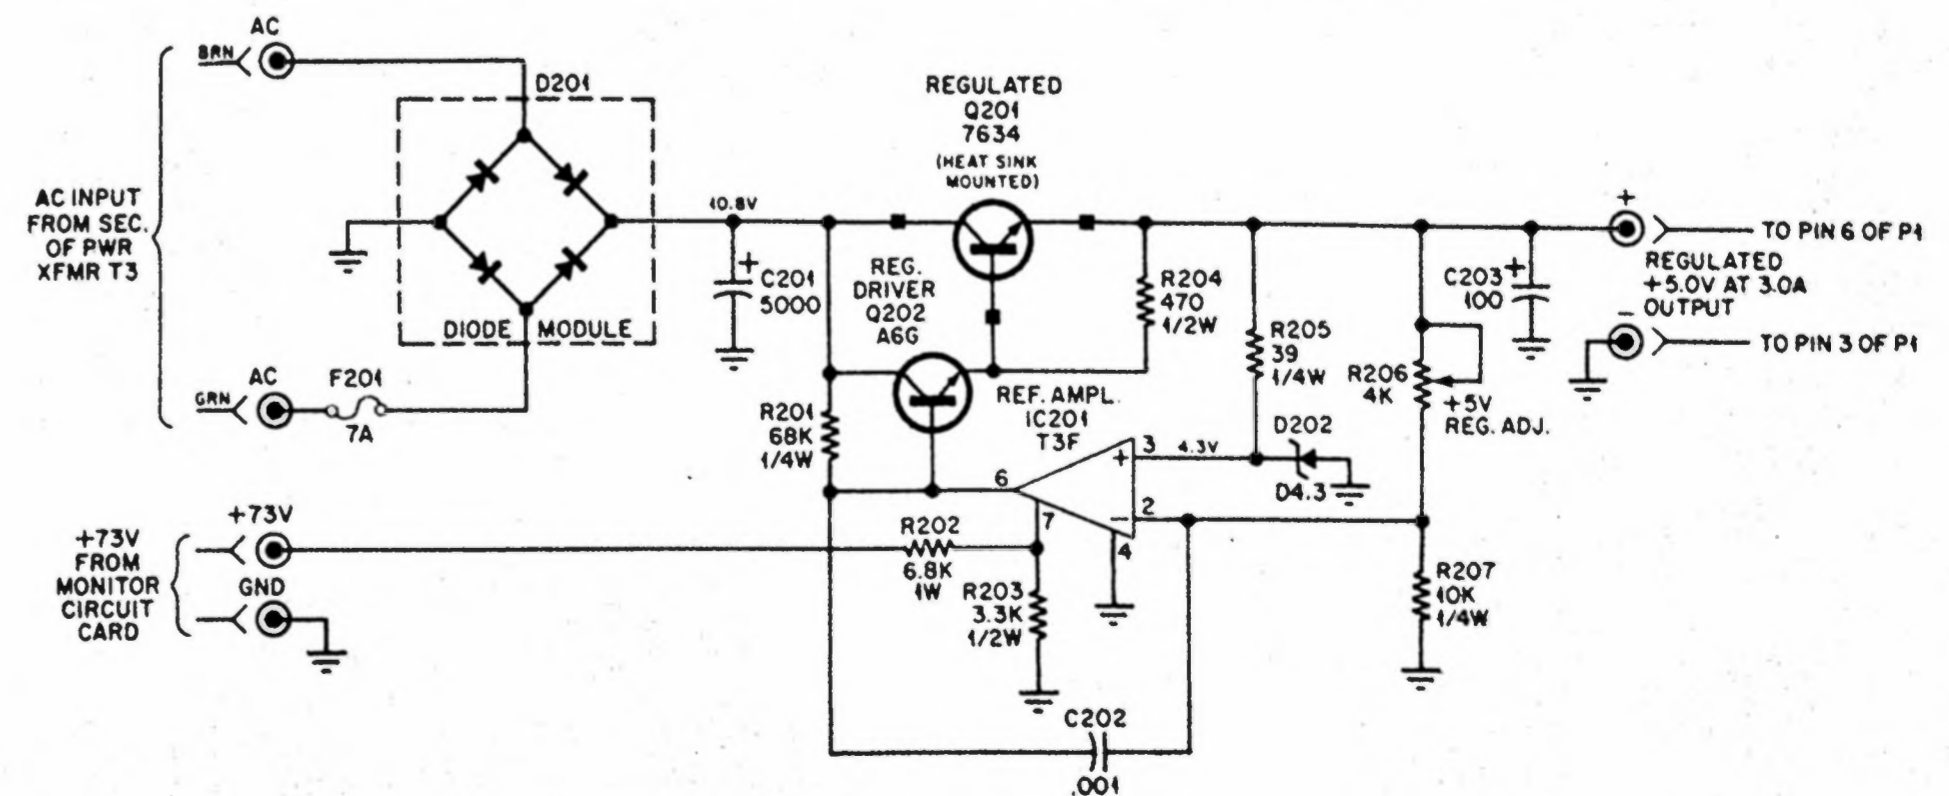 AC
BRN
D201
AC INPUT
FROM SEC.
OF PWR
XFMR T3
DIODE MODULE
AC
GRN
F201
7A
10.8V
+
C201
5000
REGULATED
Q201
7634
(HEAT SINK
MOUNTED)
REG.
DRIVER
Q202
A6G
R204
470
1/2W
R205
39
1/4W
R206
4K
+5V
REG. ADJ.
C203
100
+
+
TO PIN 6 OF P1
REGULATED
+5.0V AT 3.0A
OUTPUT
-
TO PIN 3 OF P1
R201
68K
1/4W
REF. AMPL.
IC201
T3F
6
+
3
4.3V
D202
D4.3
-
2
7
4
+73V
FROM
MONITOR
CIRCUIT
CARD
+73V
GND
R202
6.8K
1W
R203
3.3K
1/2W
R207
10K
1/4W
C202
.001